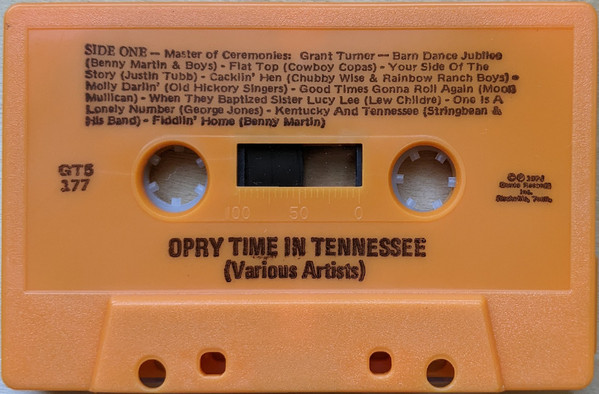 SIDE ONE — Master of Ceremonies: Grant Turner — Barn Dance Jubilee
(Benny Martin & Boys) - Flat Top (Cowboy Copas) - Your Side Of The
Story (Justin Tubb) - Cacklin' Hen (Chubby Wise & Rainbow Ranch Boys) -
Molly Darlin' (Old Hickory Singers) - Good Times Gonna Roll Again (Moon
Mullican) - When They Baptized Sister Lucy Lee (Lew Childre) - One Is A
Lonely Number (George Jones) - Kentucky And Tennessee (Stringbean &
His Band) - Fiddlin' Home (Benny Martin)
GT5
177
©℗ 197
Inc.
100 50 0
OPRY TIME IN TENNESSEE
(Various Artists)